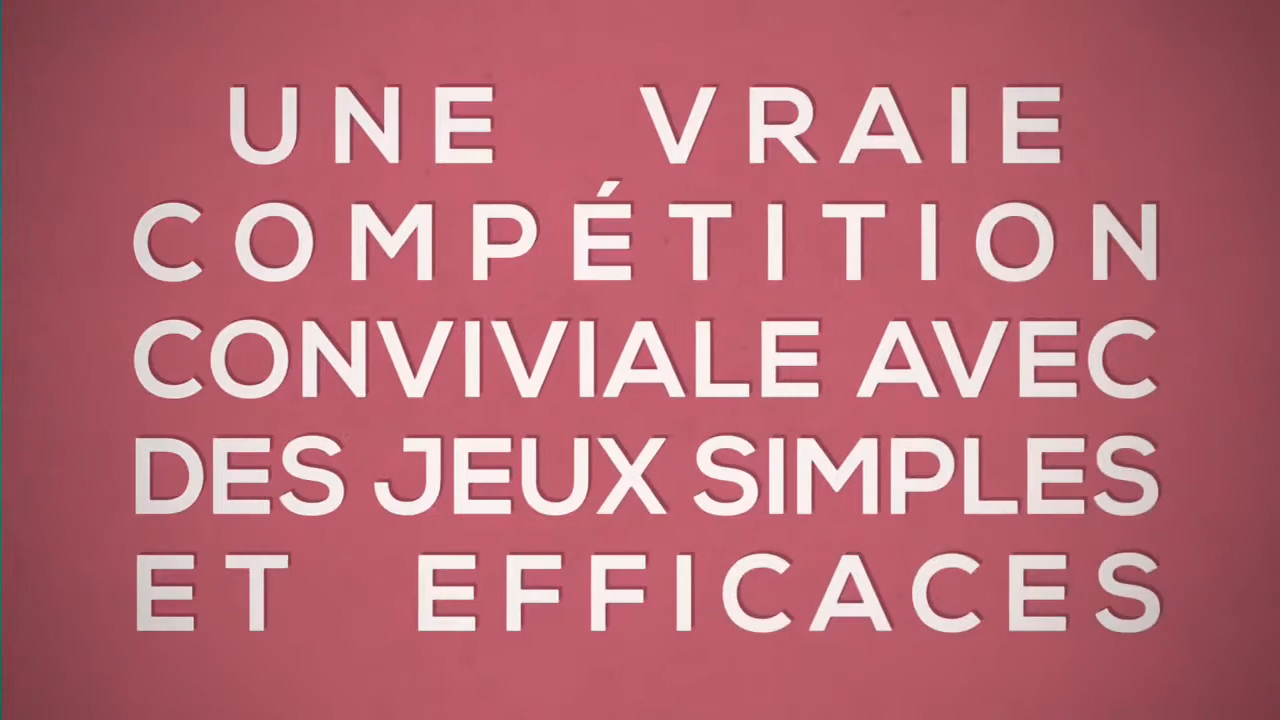 UNE VRAIE
COMPÉTITION
CONVIVIALE AVEC
DES JEUX SIMPLES
ET EFFICACES